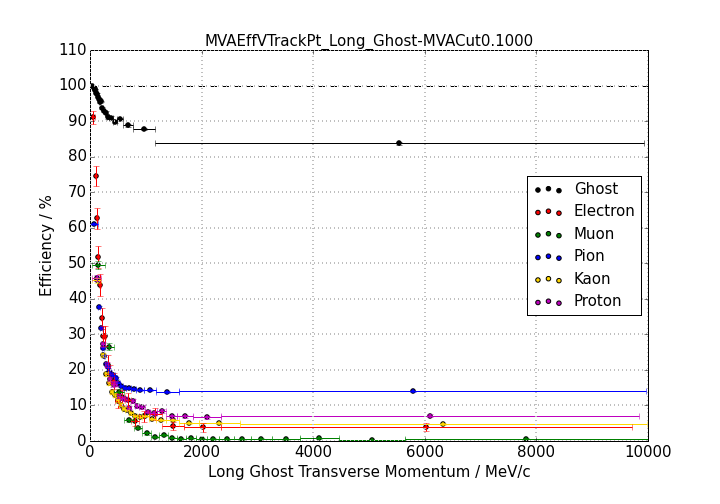 MVAEffVTrackPt_Long_Ghost-MVACut0.1000
110
100
90
80
70
60
50
40
30
20
10
0
Efficiency / %
Ghost
Electron
Muon
Pion
Kaon
Proton
0 2000 4000 6000 8000 10000
Long Ghost Transverse Momentum / MeV/c